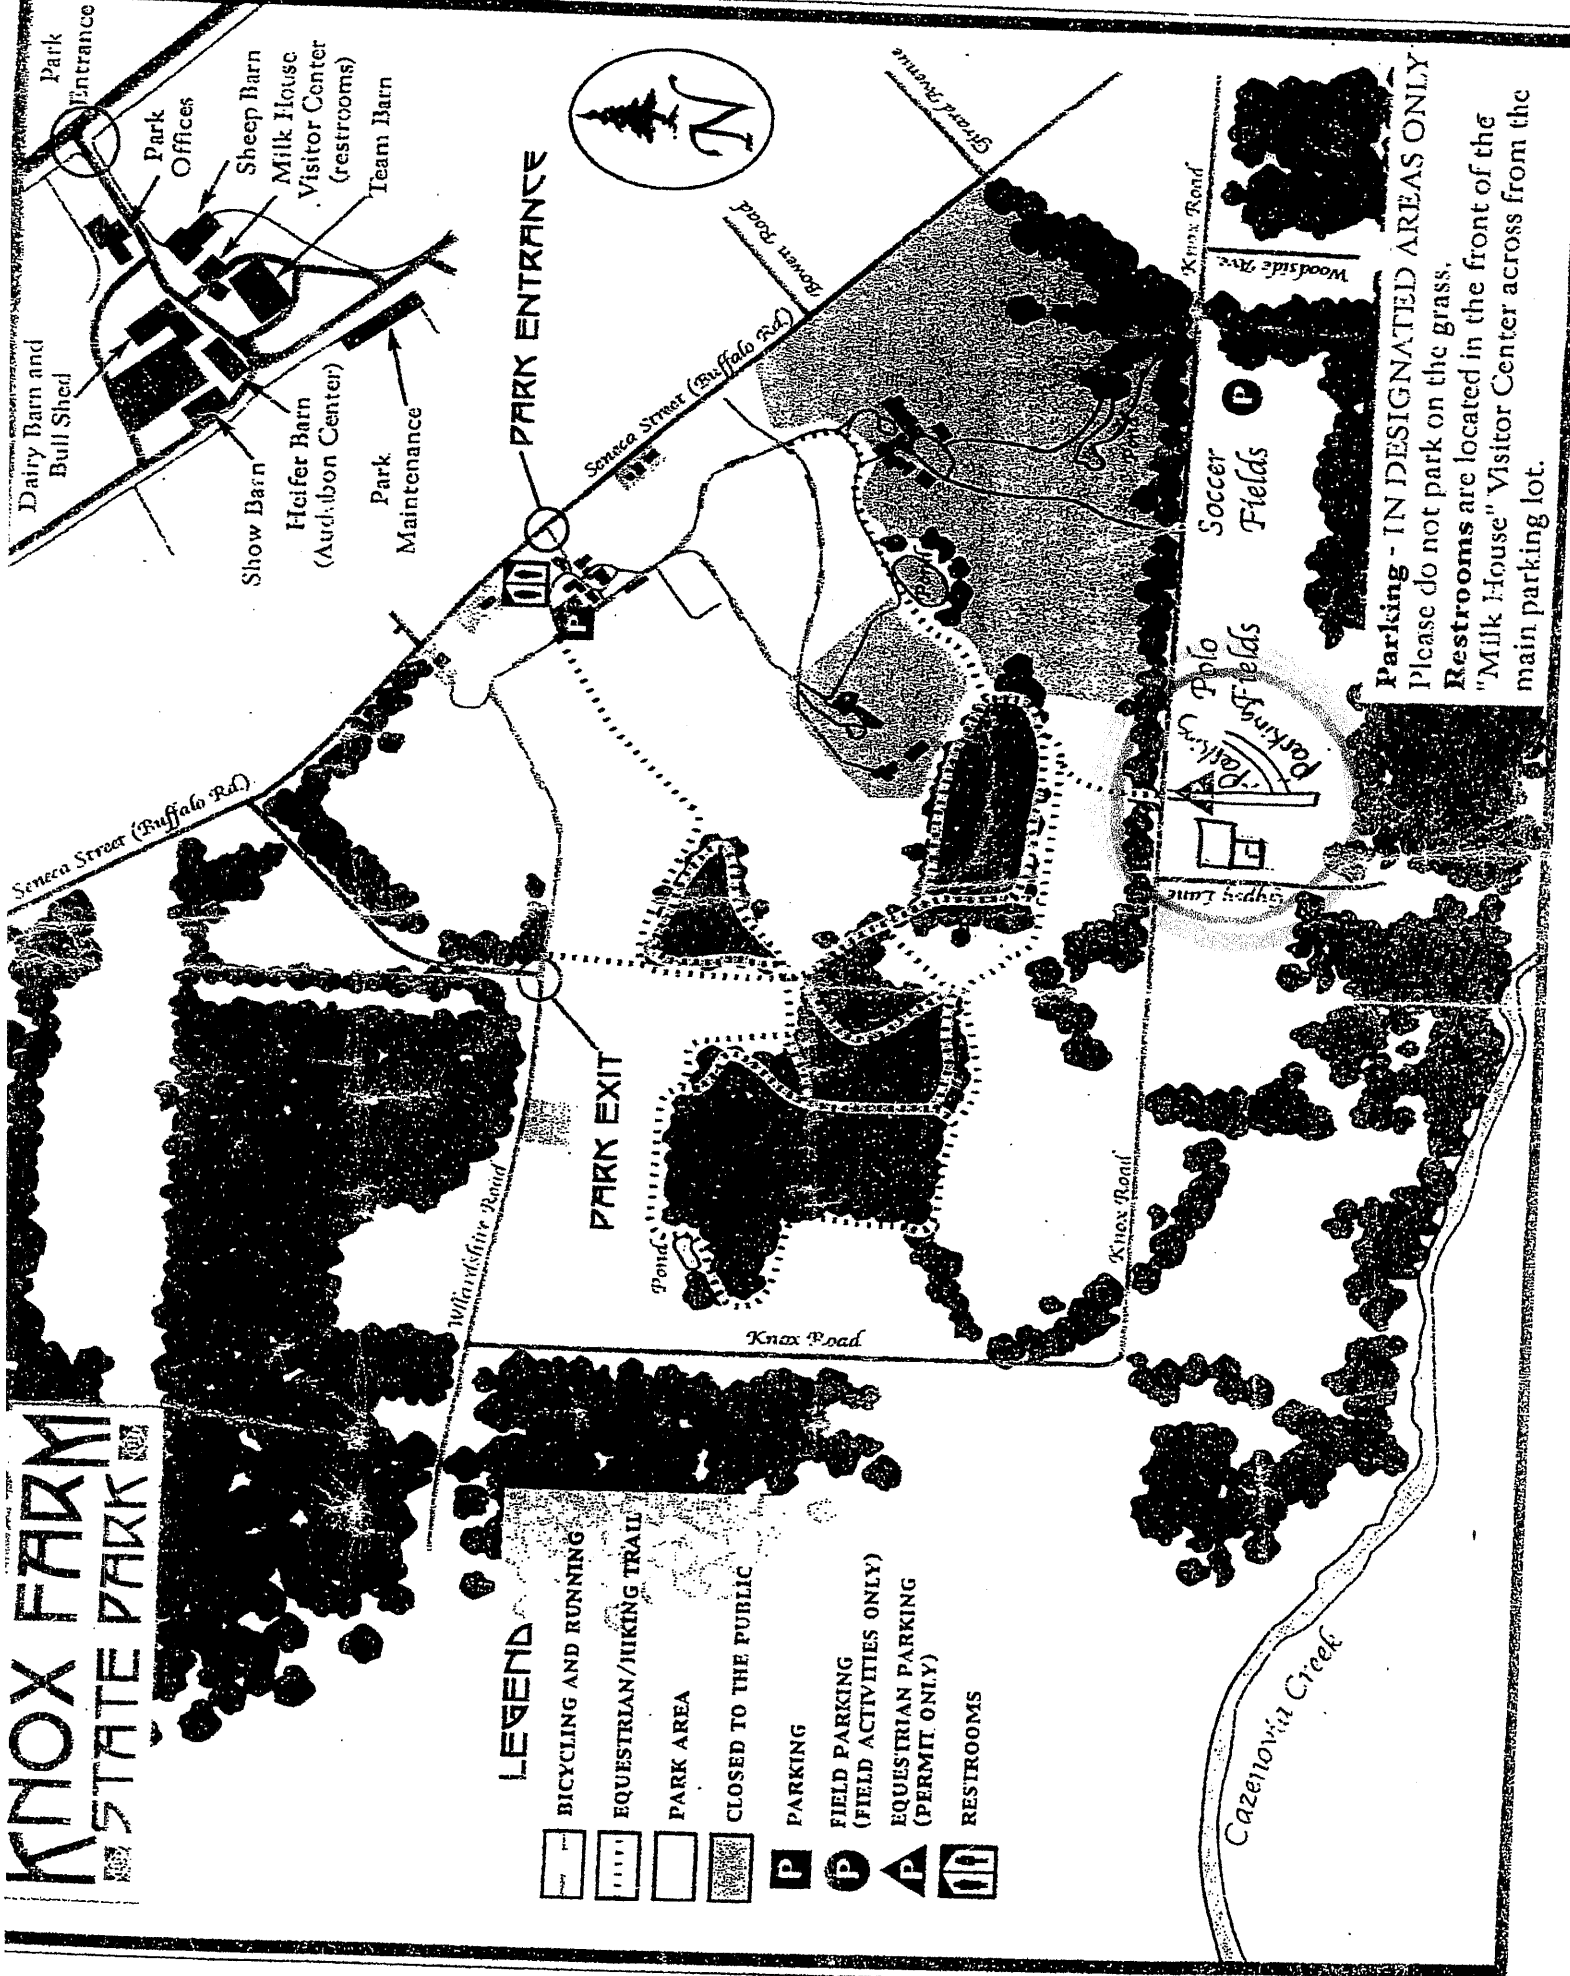 KNOX FARM
STATE PARK
LEGEND
BICYCLING AND RUNNING
EQUESTRIAN/HIKING TRAIL
PARK AREA
CLOSED TO THE PUBLIC
PARKING
FIELD PARKING
(FIELD ACTIVITIES ONLY)
EQUESTRIAN PARKING
(PERMIT ONLY)
RESTROOMS
P
P
P
Cazenovia Creek
Seneca Street (Buffalo Rd.)
Willardshire Road
Knox Road
Pond
PARK EXIT
Knox Road
Gypsy Lane
Parking
Parking
Parking
Polo
Fields
Soccer
Fields
P
P
Pond
Seneca Street (Buffalo Rd.)
PARK ENTRANCE
Bowen Road
Girard Avenue
Knox Road
Woodside Ave.
N
Dairy Barn and
Bull Shed
Show Barn
Heifer Barn
(Audubon Center)
Park
Maintenance
Park
Entrance
Park
Offices
Sheep Barn
Milk House
Visitor Center
(restrooms)
Team Barn
Parking - IN DESIGNATED AREAS ONLY
Please do not park on the grass.
Restrooms are located in the front of the
"Milk House" Visitor Center across from the
main parking lot.